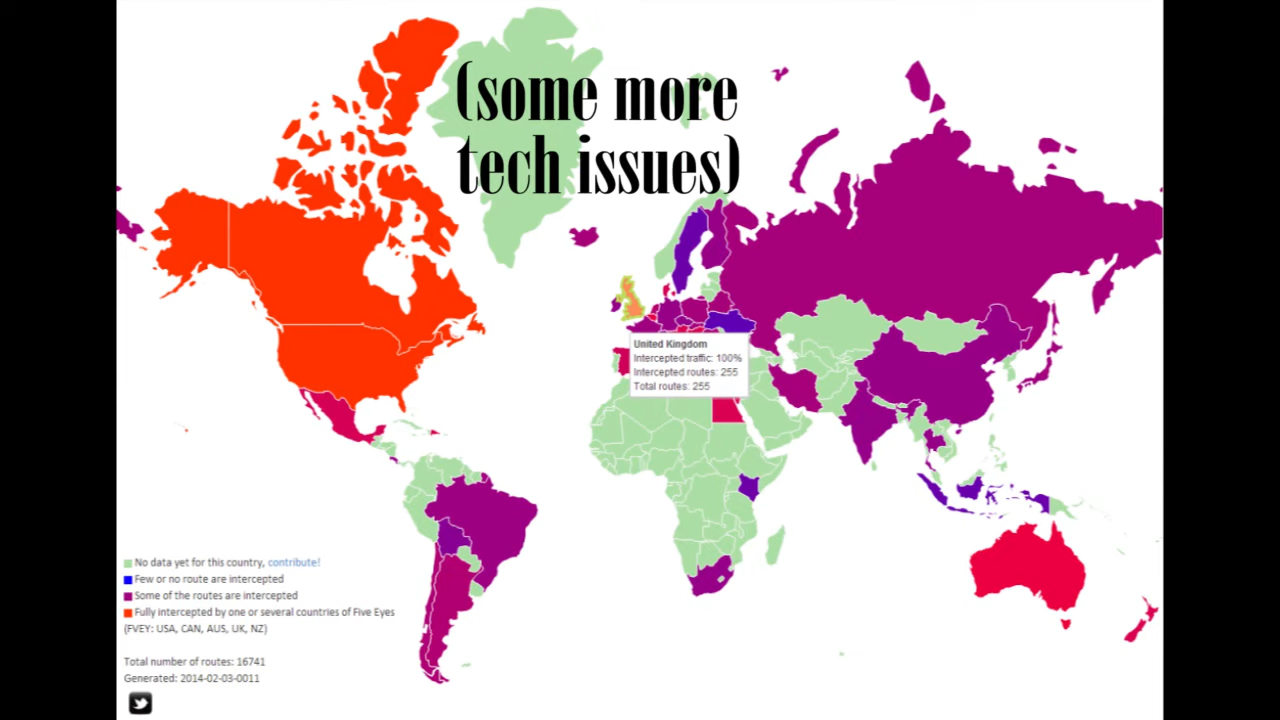 (some more
tech issues)
United Kingdom
Intercepted traffic: 100%
Intercepted routes: 255
Total routes: 255
No data yet for this country, contribute!
Few or no route are intercepted
Some of the routes are intercepted
Fully intercepted by one or several countries of Five Eyes
(FVEY: USA, CAN, AUS, UK, NZ)
Total number of routes: 16741
Generated: 2014-02-03-0011